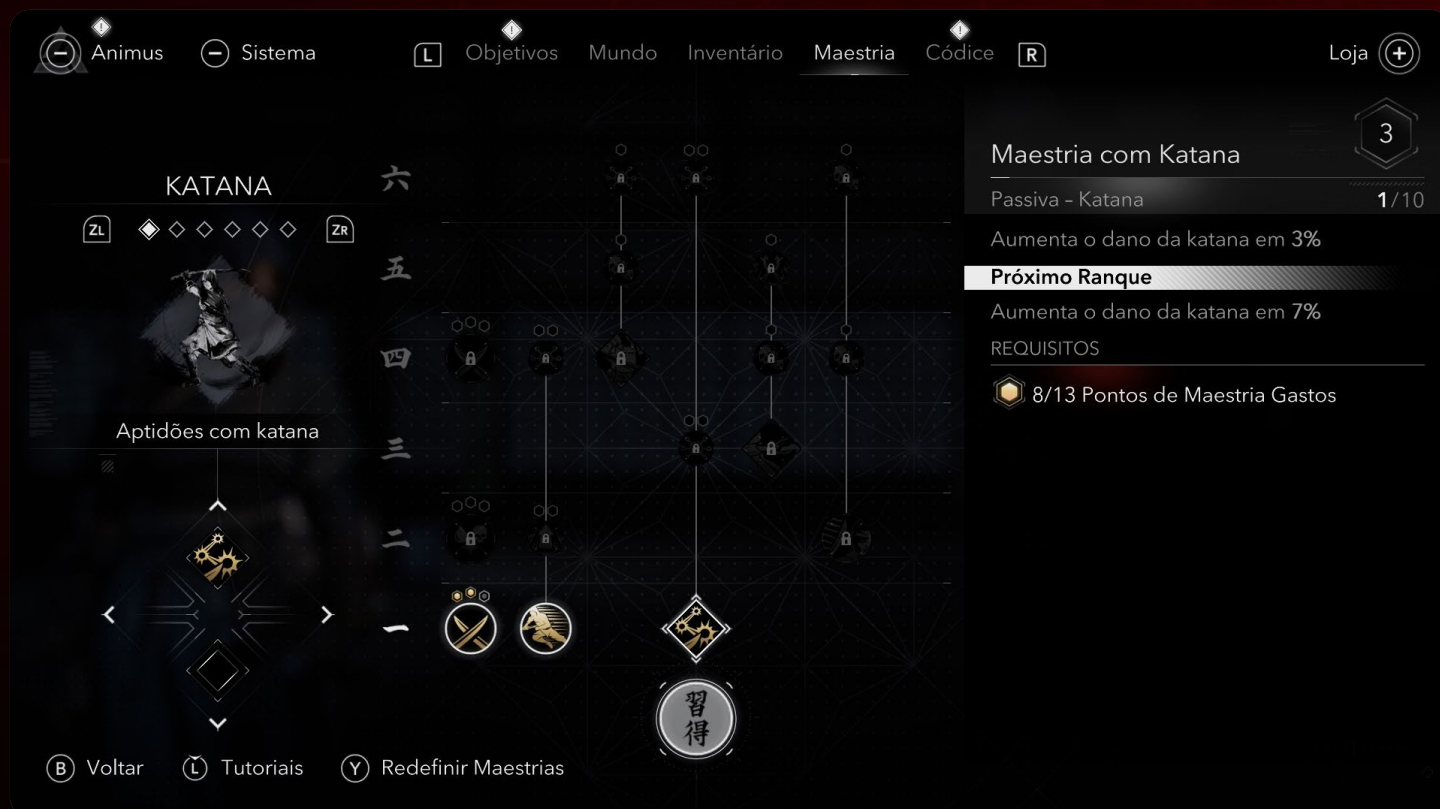 Animus
Sistema
L
Objetivos
Mundo
Inventário
Maestria
Códice
R
Loja
KATANA
ZL
ZR
Aptidões com katana
六
五
四
三
二
一
習
得
3
Maestria com Katana
Passiva – Katana
1/10
Aumenta o dano da katana em 3%
Próximo Ranque
Aumenta o dano da katana em 7%
REQUISITOS
8/13 Pontos de Maestria Gastos
B Voltar
L Tutoriais
Y Redefinir Maestrias